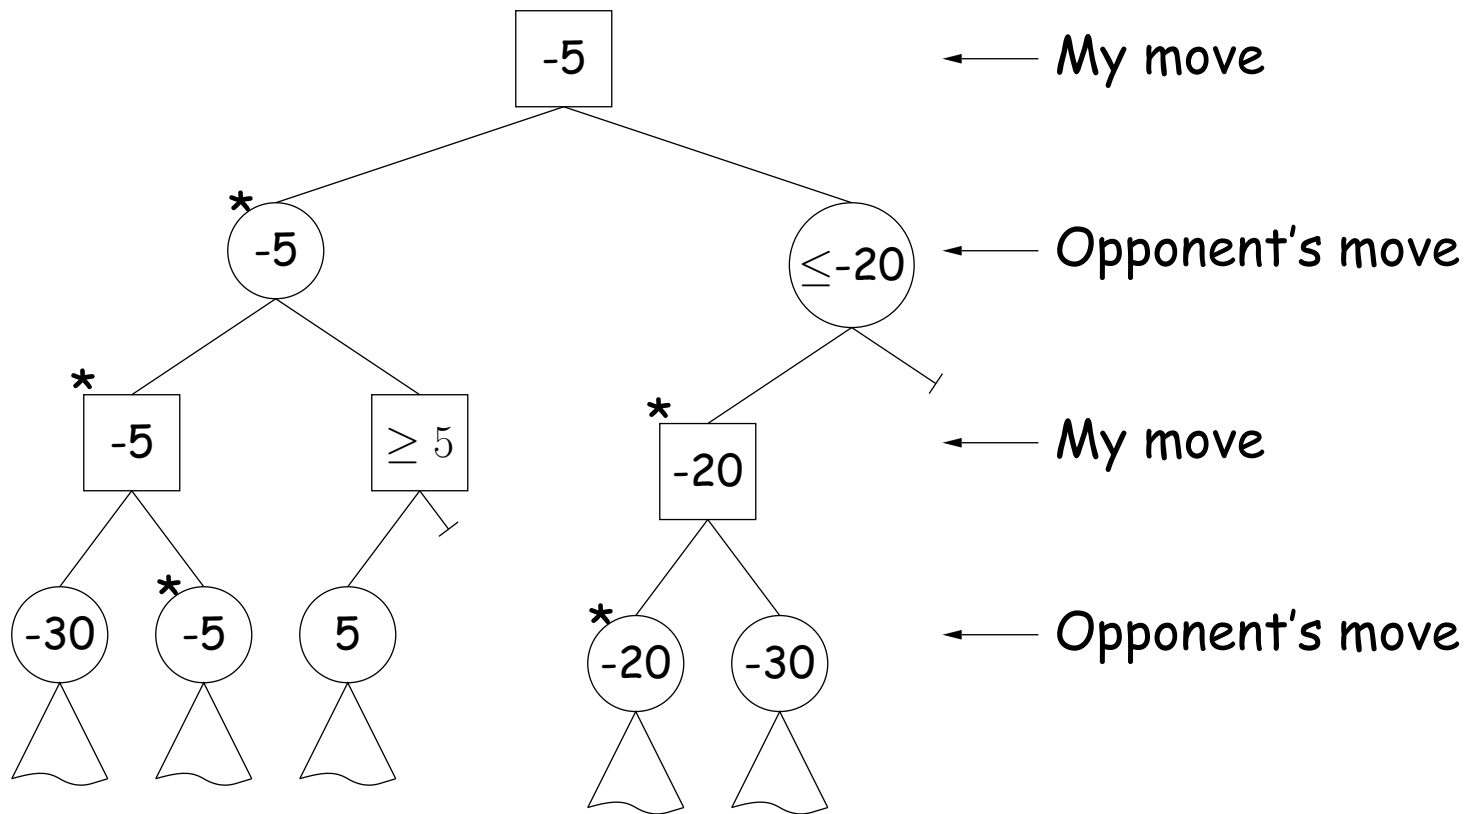 -5 My move
*
-5 ≤-20 Opponent's move
* *
-5 ≥ 5 -20 My move
* *
-30 -5 5 -20 -30 Opponent's move